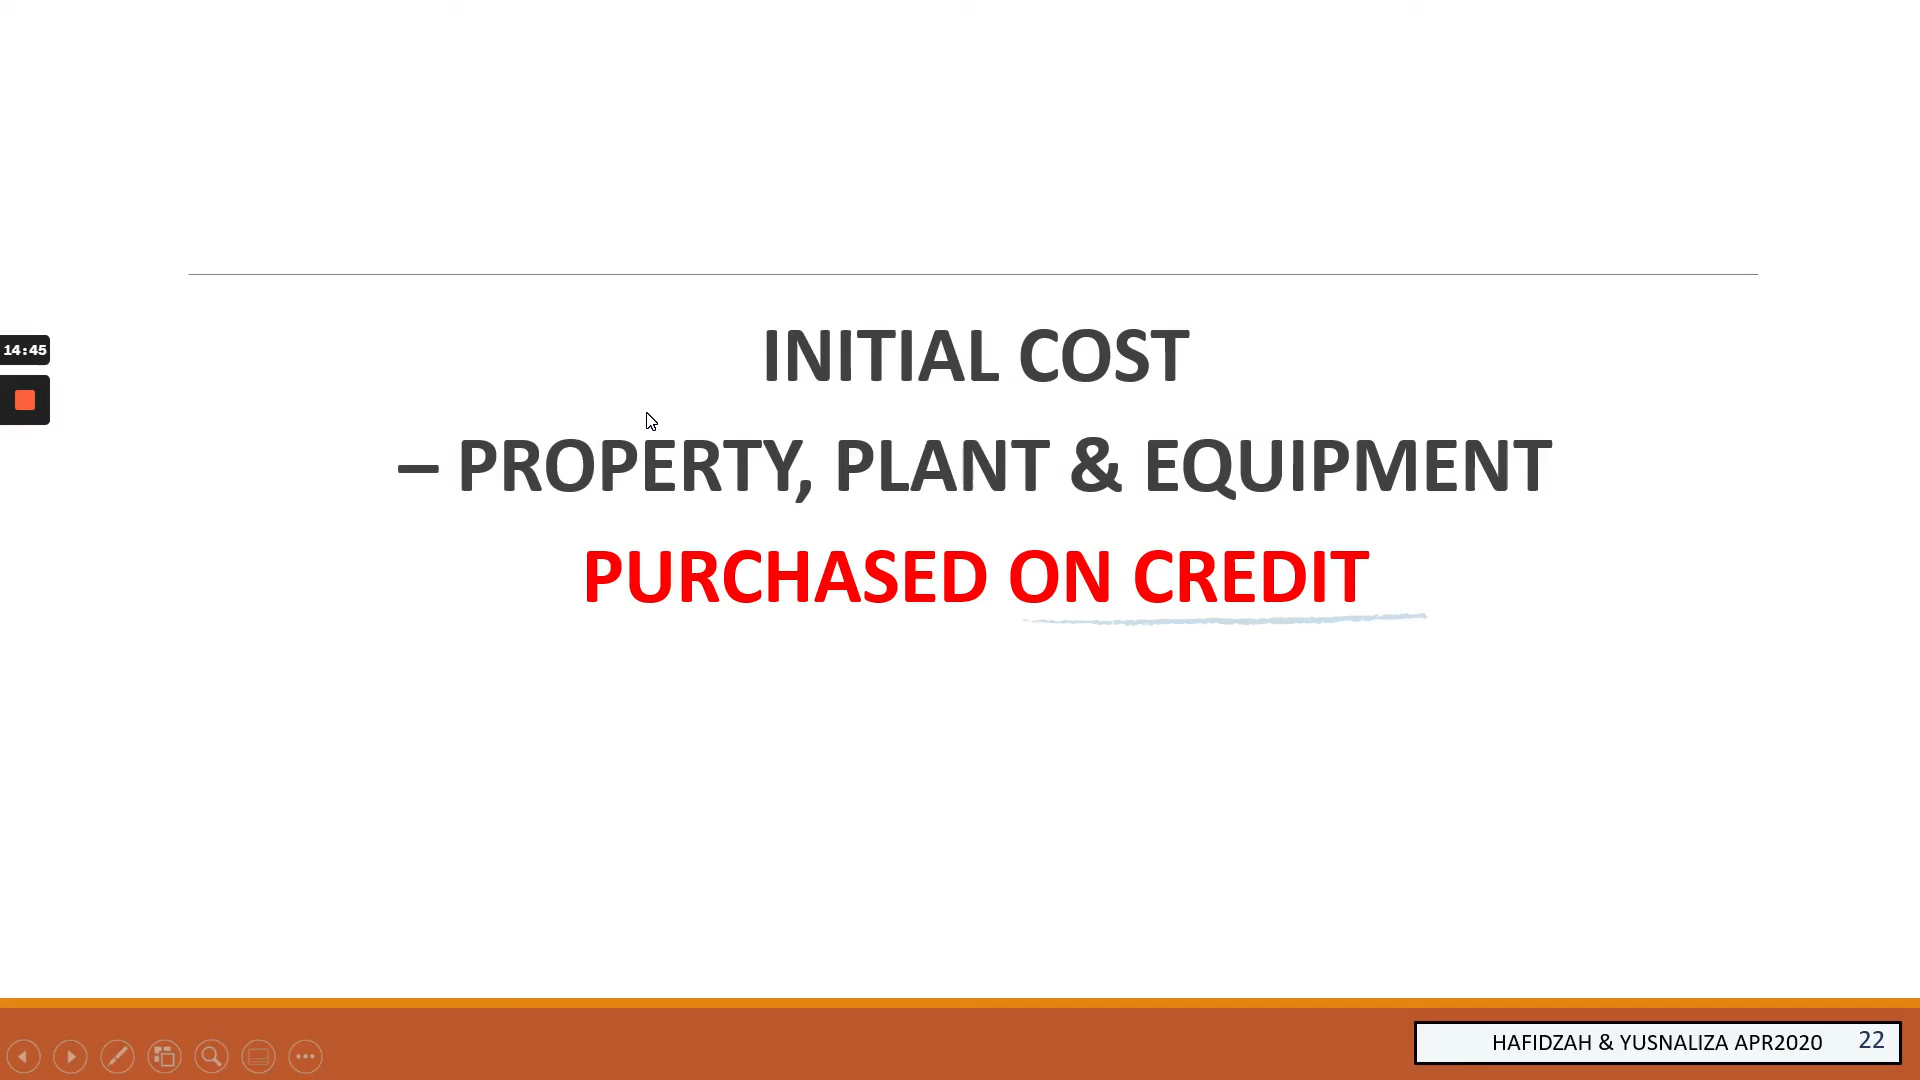 INITIAL COST
– PROPERTY, PLANT & EQUIPMENT
PURCHASED ON CREDIT
14:45
HAFIDZAH & YUSNALIZA APR2020 22